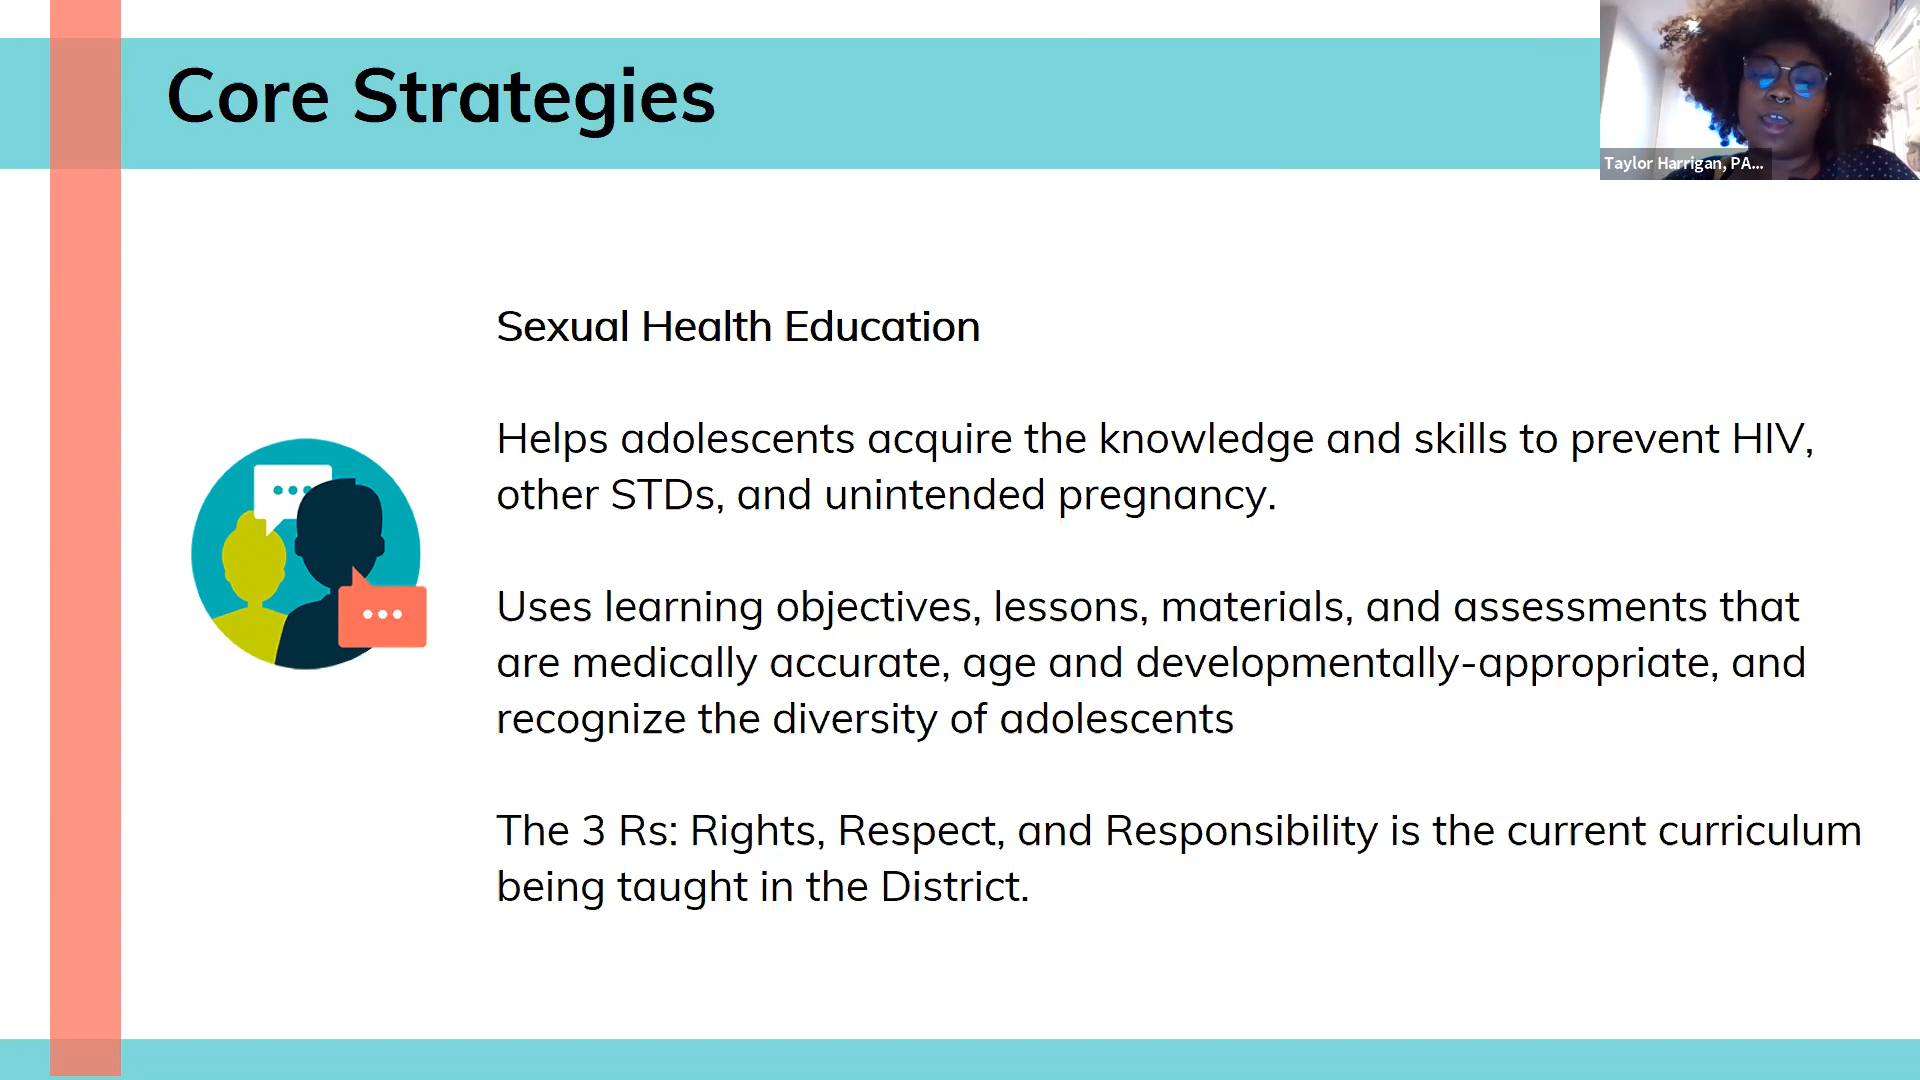 Core Strategies
Taylor Harrigan, PA...
Sexual Health Education
Helps adolescents acquire the knowledge and skills to prevent HIV,
other STDs, and unintended pregnancy.
Uses learning objectives, lessons, materials, and assessments that
are medically accurate, age and developmentally-appropriate, and
recognize the diversity of adolescents
The 3 Rs: Rights, Respect, and Responsibility is the current curriculum
being taught in the District.